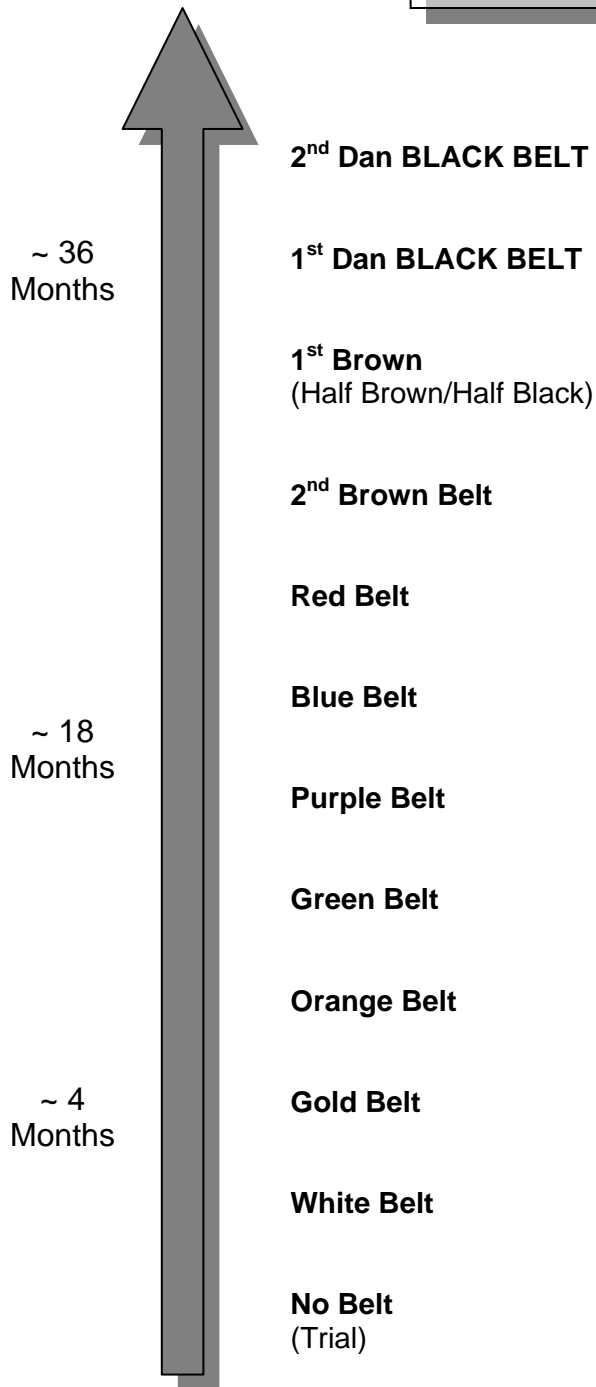 2nd Dan BLACK BELT
~ 36
Months
1st Dan BLACK BELT
1st Brown
(Half Brown/Half Black)
2nd Brown Belt
Red Belt
Blue Belt
~ 18
Months
Purple Belt
Green Belt
Orange Belt
~ 4
Months
Gold Belt
White Belt
No Belt
(Trial)